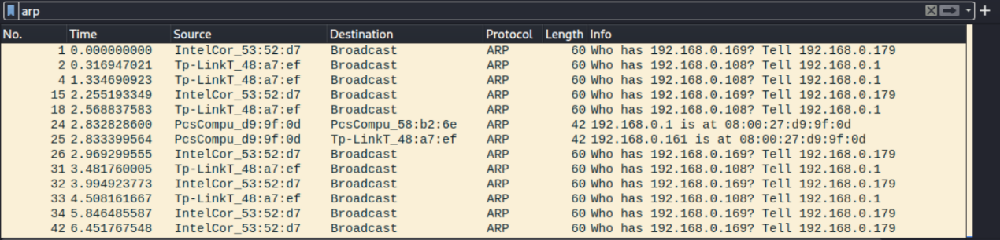 arp
No. Time Source Destination Protocol Length Info
1 0.000000000 IntelCor_53:52:d7 Broadcast ARP 60 Who has 192.168.0.169? Tell 192.168.0.179
2 0.316947021 Tp-LinkT_48:a7:ef Broadcast ARP 60 Who has 192.168.0.108? Tell 192.168.0.1
4 1.334690923 Tp-LinkT_48:a7:ef Broadcast ARP 60 Who has 192.168.0.108? Tell 192.168.0.1
15 2.255193349 IntelCor_53:52:d7 Broadcast ARP 60 Who has 192.168.0.169? Tell 192.168.0.179
18 2.568837583 Tp-LinkT_48:a7:ef Broadcast ARP 60 Who has 192.168.0.108? Tell 192.168.0.1
24 2.832828600 PcsCompu_d9:9f:0d PcsCompu_58:b2:6e ARP 42 192.168.0.1 is at 08:00:27:d9:9f:0d
25 2.833399564 PcsCompu_d9:9f:0d Tp-LinkT_48:a7:ef ARP 42 192.168.0.161 is at 08:00:27:d9:9f:0d
26 2.969299555 IntelCor_53:52:d7 Broadcast ARP 60 Who has 192.168.0.169? Tell 192.168.0.179
31 3.481760005 Tp-LinkT_48:a7:ef Broadcast ARP 60 Who has 192.168.0.108? Tell 192.168.0.1
32 3.994923773 IntelCor_53:52:d7 Broadcast ARP 60 Who has 192.168.0.169? Tell 192.168.0.179
33 4.508161667 Tp-LinkT_48:a7:ef Broadcast ARP 60 Who has 192.168.0.108? Tell 192.168.0.1
34 5.846485587 IntelCor_53:52:d7 Broadcast ARP 60 Who has 192.168.0.169? Tell 192.168.0.179
42 6.451767548 IntelCor_53:52:d7 Broadcast ARP 60 Who has 192.168.0.169? Tell 192.168.0.179